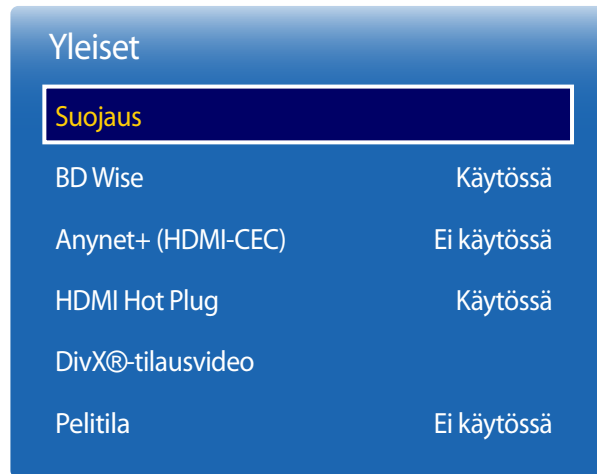 Yleiset
Suojaus
BD Wise Käytössä
Anynet+ (HDMI-CEC) Ei käytössä
HDMI Hot Plug Käytössä
DivX®-tilausvideo
Pelitila Ei käytössä